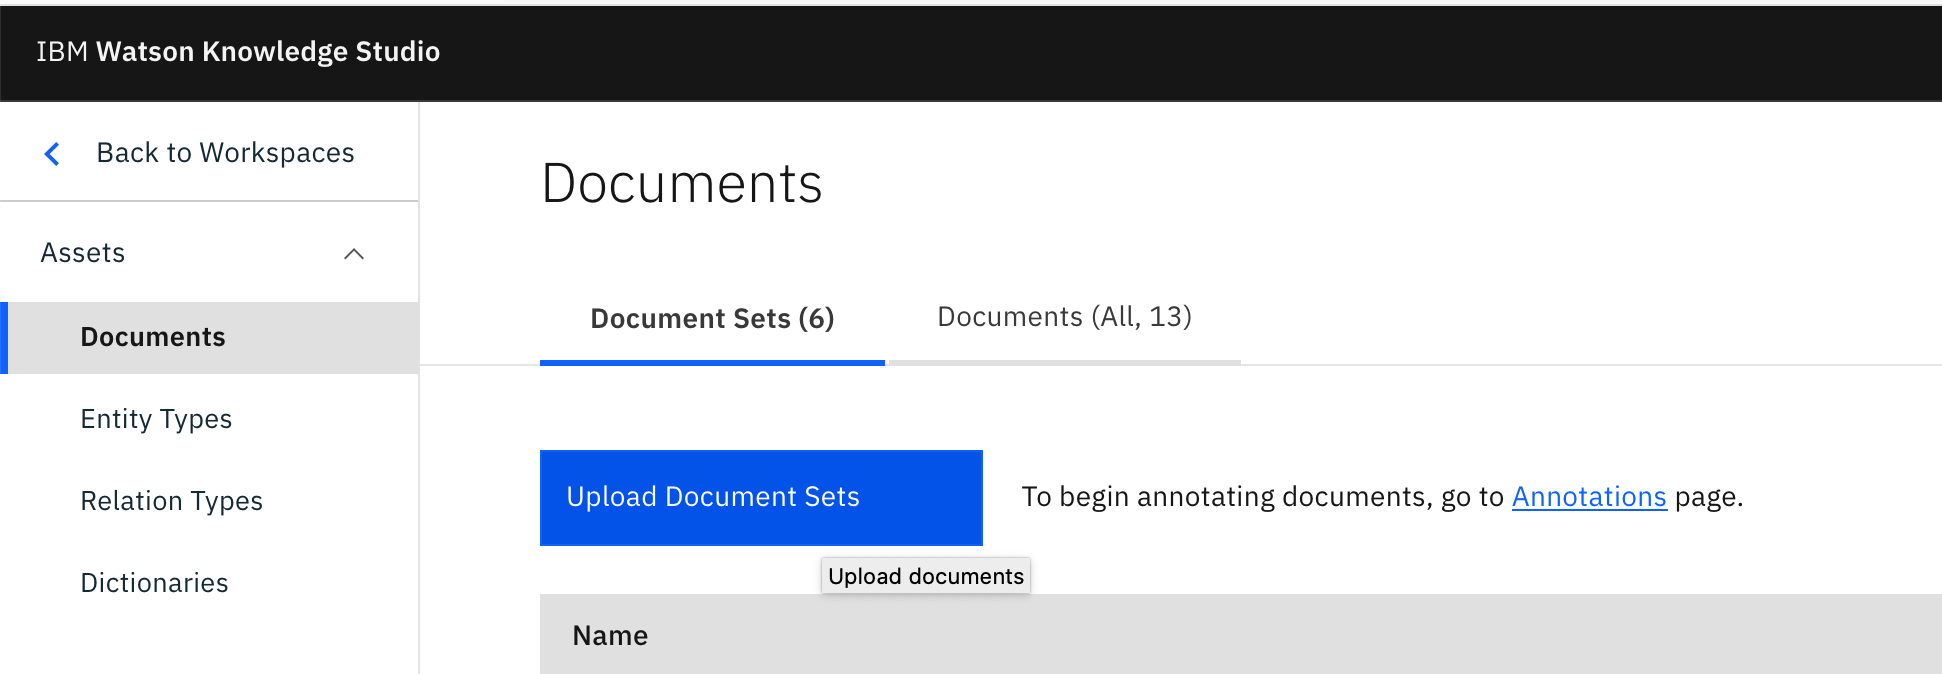 IBM Watson Knowledge Studio
Back to Workspaces
Assets
Documents
Entity Types
Relation Types
Dictionaries
Documents
Document Sets (6)
Documents (All, 13)
Upload Document Sets
To begin annotating documents, go to Annotations page.
Upload documents
Name